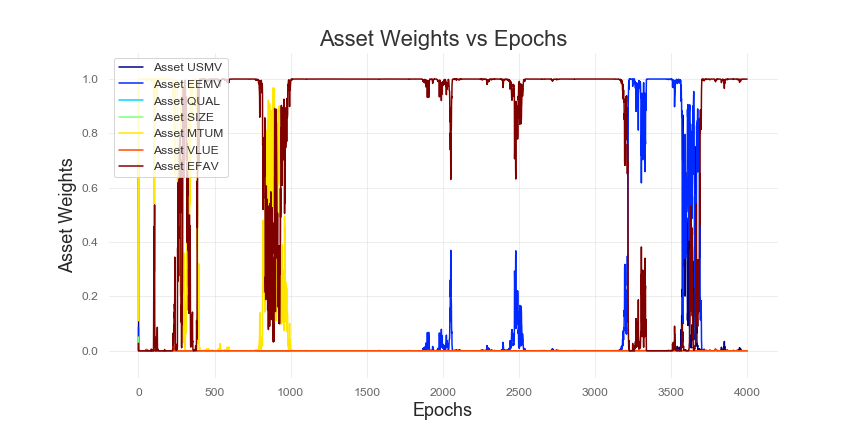 Asset Weights vs Epochs
Asset USMV
Asset EEMV
Asset QUAL
Asset SIZE
Asset MTUM
Asset VLUE
Asset EFAV
Asset Weights
1.0
0.8
0.6
0.4
0.2
0.0
0 500 1000 1500 2000 2500 3000 3500 4000
Epochs